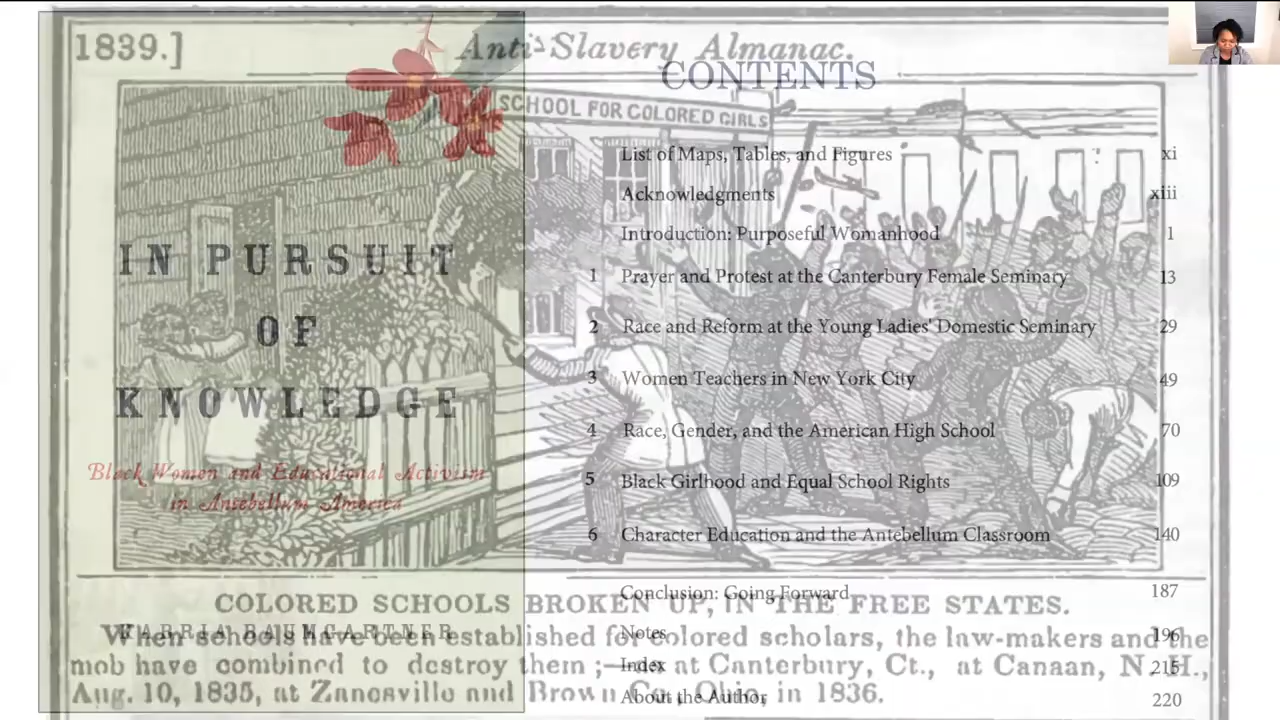 1839.] Anti-Slavery Almanac.
CONTENTS
SCHOOL FOR COLORED GIRLS
List of Maps, Tables, and Figures xi
Acknowledgments xiii
Introduction: Purposeful Womanhood 1
1 Prayer and Protest at the Canterbury Female Seminary 13
2 Race and Reform at the Young Ladies' Domestic Seminary 29
3 Women Teachers in New York City 49
4 Race, Gender, and the American High School 70
5 Black Girlhood and Equal School Rights 109
6 Character Education and the Antebellum Classroom 140
Conclusion: Going Forward 187
Notes 196
Index 215
About the Author 220
IN PURSUIT
OF
KNOWLEDGE
Black Women and Educational Activism
in Antebellum America
KABRIA BAUMGARTNER
COLORED SCHOOLS BROKEN UP, IN THE FREE STATES.
When schools have been established for colored scholars, the law-makers and the
mob have combined to destroy them;—as at Canterbury, Ct., at Canaan, N. H.,
Aug. 10, 1835, at Zanesville and Brown Co., Ohio, in 1836.